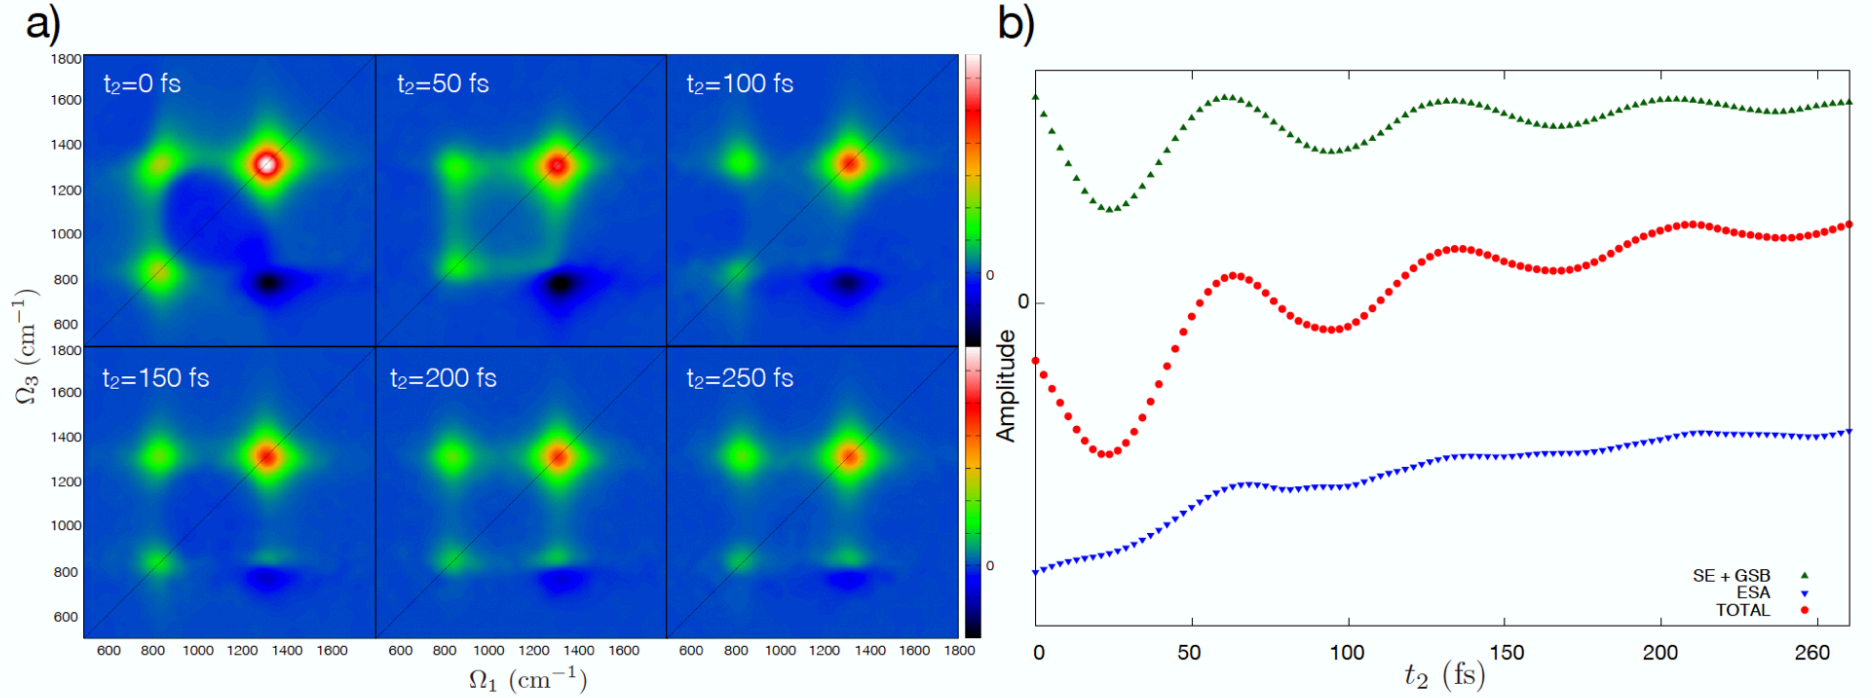 a)
b)
t₂=0 fs
t₂=50 fs
t₂=100 fs
1800
1600
1400
1200
1000
800
600
0
Ω₃ (cm⁻¹)
t₂=150 fs
t₂=200 fs
t₂=250 fs
1800
1600
1400
1200
1000
800
600
0
600 800 1000 1200 1400 1600 600 800 1000 1200 1400 1600 600 800 1000 1200 1400 1600 1800
Ω₁ (cm⁻¹)
0
Amplitude
SE + GSB
ESA
TOTAL
0 50 100 150 200 260
t₂ (fs)